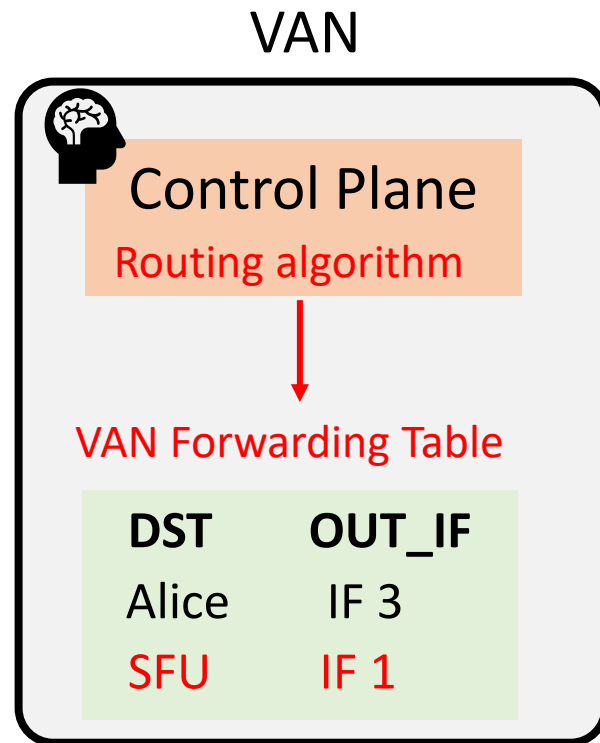 VAN
Control Plane
Routing algorithm
VAN Forwarding Table
DST OUT_IF
Alice IF 3
SFU IF 1